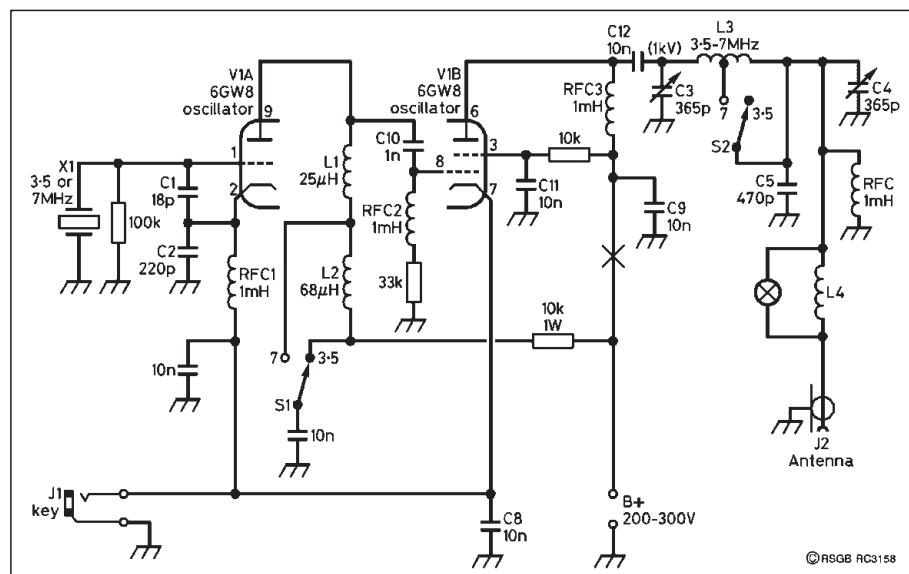 V1A
6GW8
oscillator
9
1
2
X1
3·5 or
7MHz
100k
C1
18p
C2
220p
RFC1
1mH
10n
L1
25μH
L2
68μH
7
3·5
S1
10n
C10
1n
RFC2
1mH
33k
V1B
6GW8
oscillator
6
3
8
7
10k
C11
10n
10k
1W
C12
10n
(1kV)
RFC3
1mH
C9
10n
C3
365p
L3
3·5-7MHz
7
3·5
S2
C5
470p
C4
365p
RFC
1mH
L4
J2
Antenna
J1
key
C8
10n
B+
200-300V
©RSGB RC3158